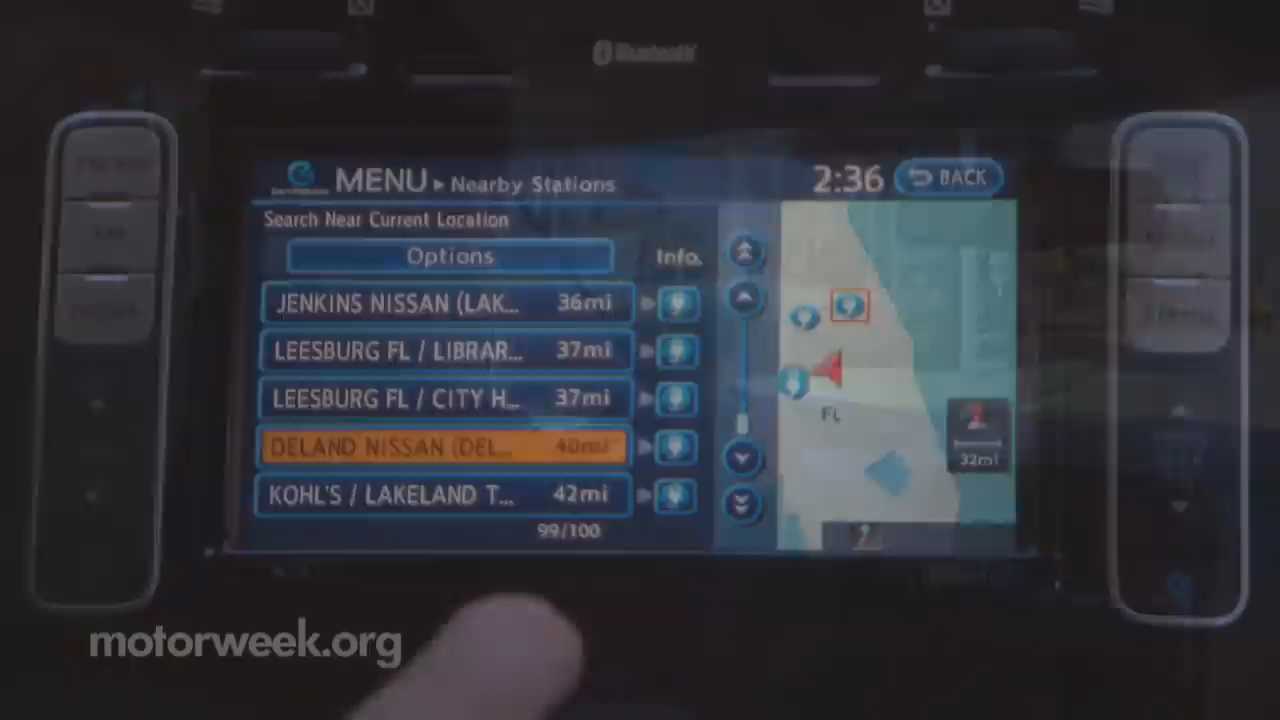 Bluetooth
MENU ▸ Nearby Stations
2:36
BACK
Search Near Current Location
Options
Info.
JENKINS NISSAN (LAK... 36mi
LEESBURG FL / LIBRAR... 37mi
LEESBURG FL / CITY H... 37mi
DELAND NISSAN (DEL... 40mi
KOHL'S / LAKELAND T... 42mi
99/100
FL
32mi
motorweek.org